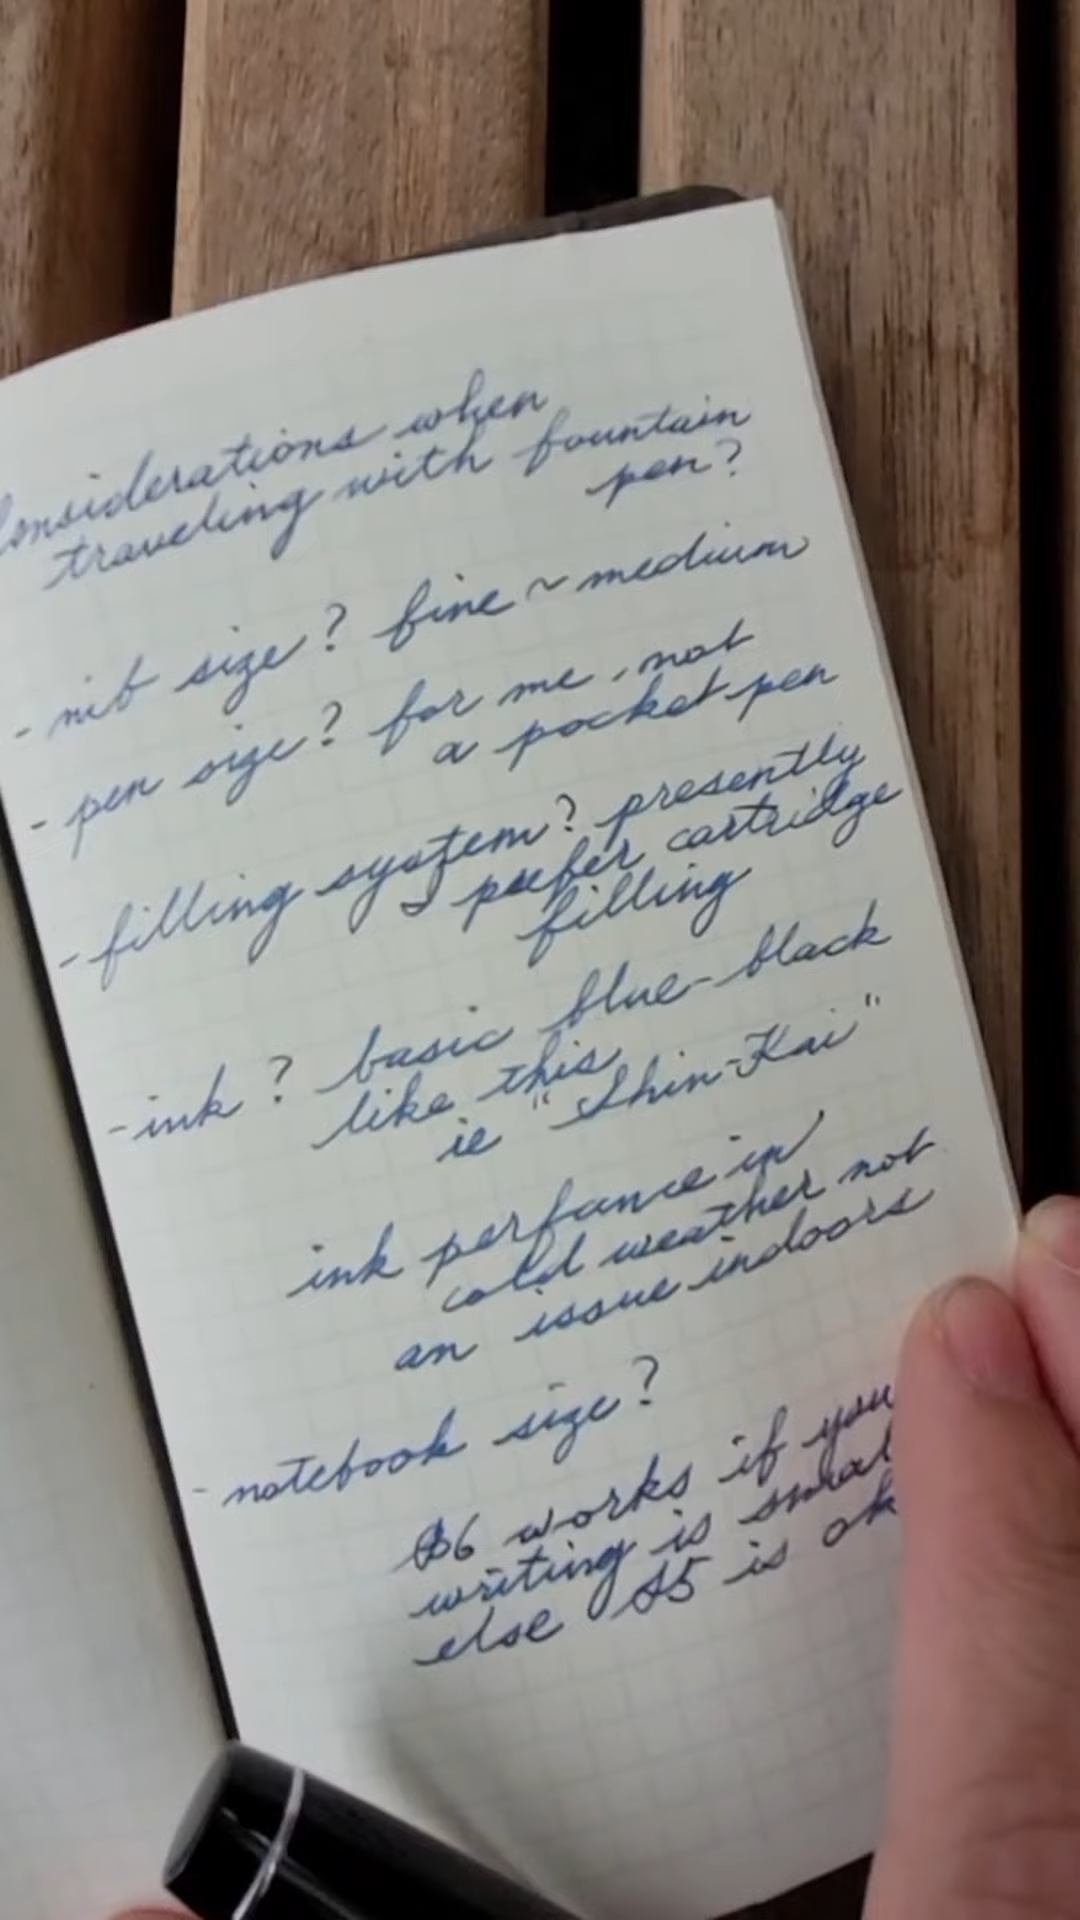 Considerations when
traveling with fountain
pen?
- nib size? fine ~ medium
- pen size? for me, not
a pocket pen
- filling system? presently
I prefer cartridge
filling
- ink? basic blue-black
like this
ie "Shin-Kai"
ink perfance in
cold weather not
an issue indoors
- notebook size?
B6 works if you
writing is smal
else A5 is ok